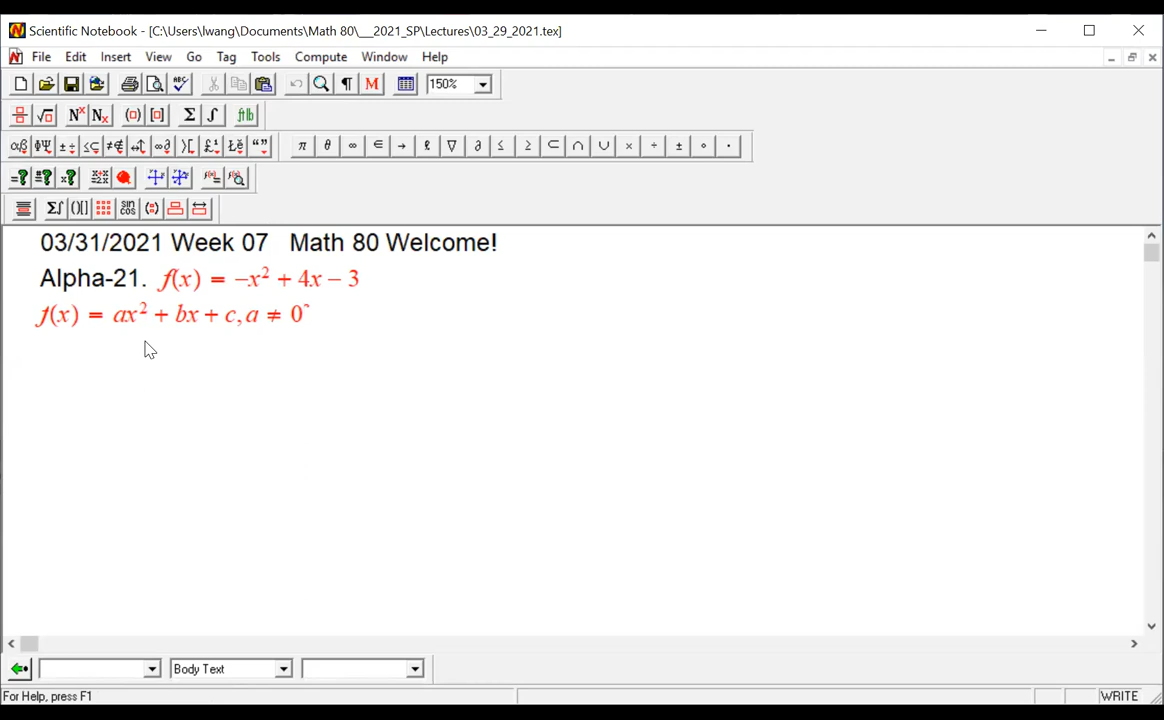 Scientific Notebook - [C:\Users\lwang\Documents\Math 80\__2021_SP\Lectures\03_29_2021.tex]
File Edit Insert View Go Tag Tools Compute Window Help
150%
π θ ∞ ∈ → ℓ ∇ ∂ ≤ ≥ ⊂ ∩ ∪ × ÷ ± ∘ ·
03/31/2021 Week 07 Math 80 Welcome!
Alpha-21. f(x) = −x² + 4x − 3
f(x) = ax² + bx + c, a ≠ 0
Body Text
For Help, press F1
WRITE